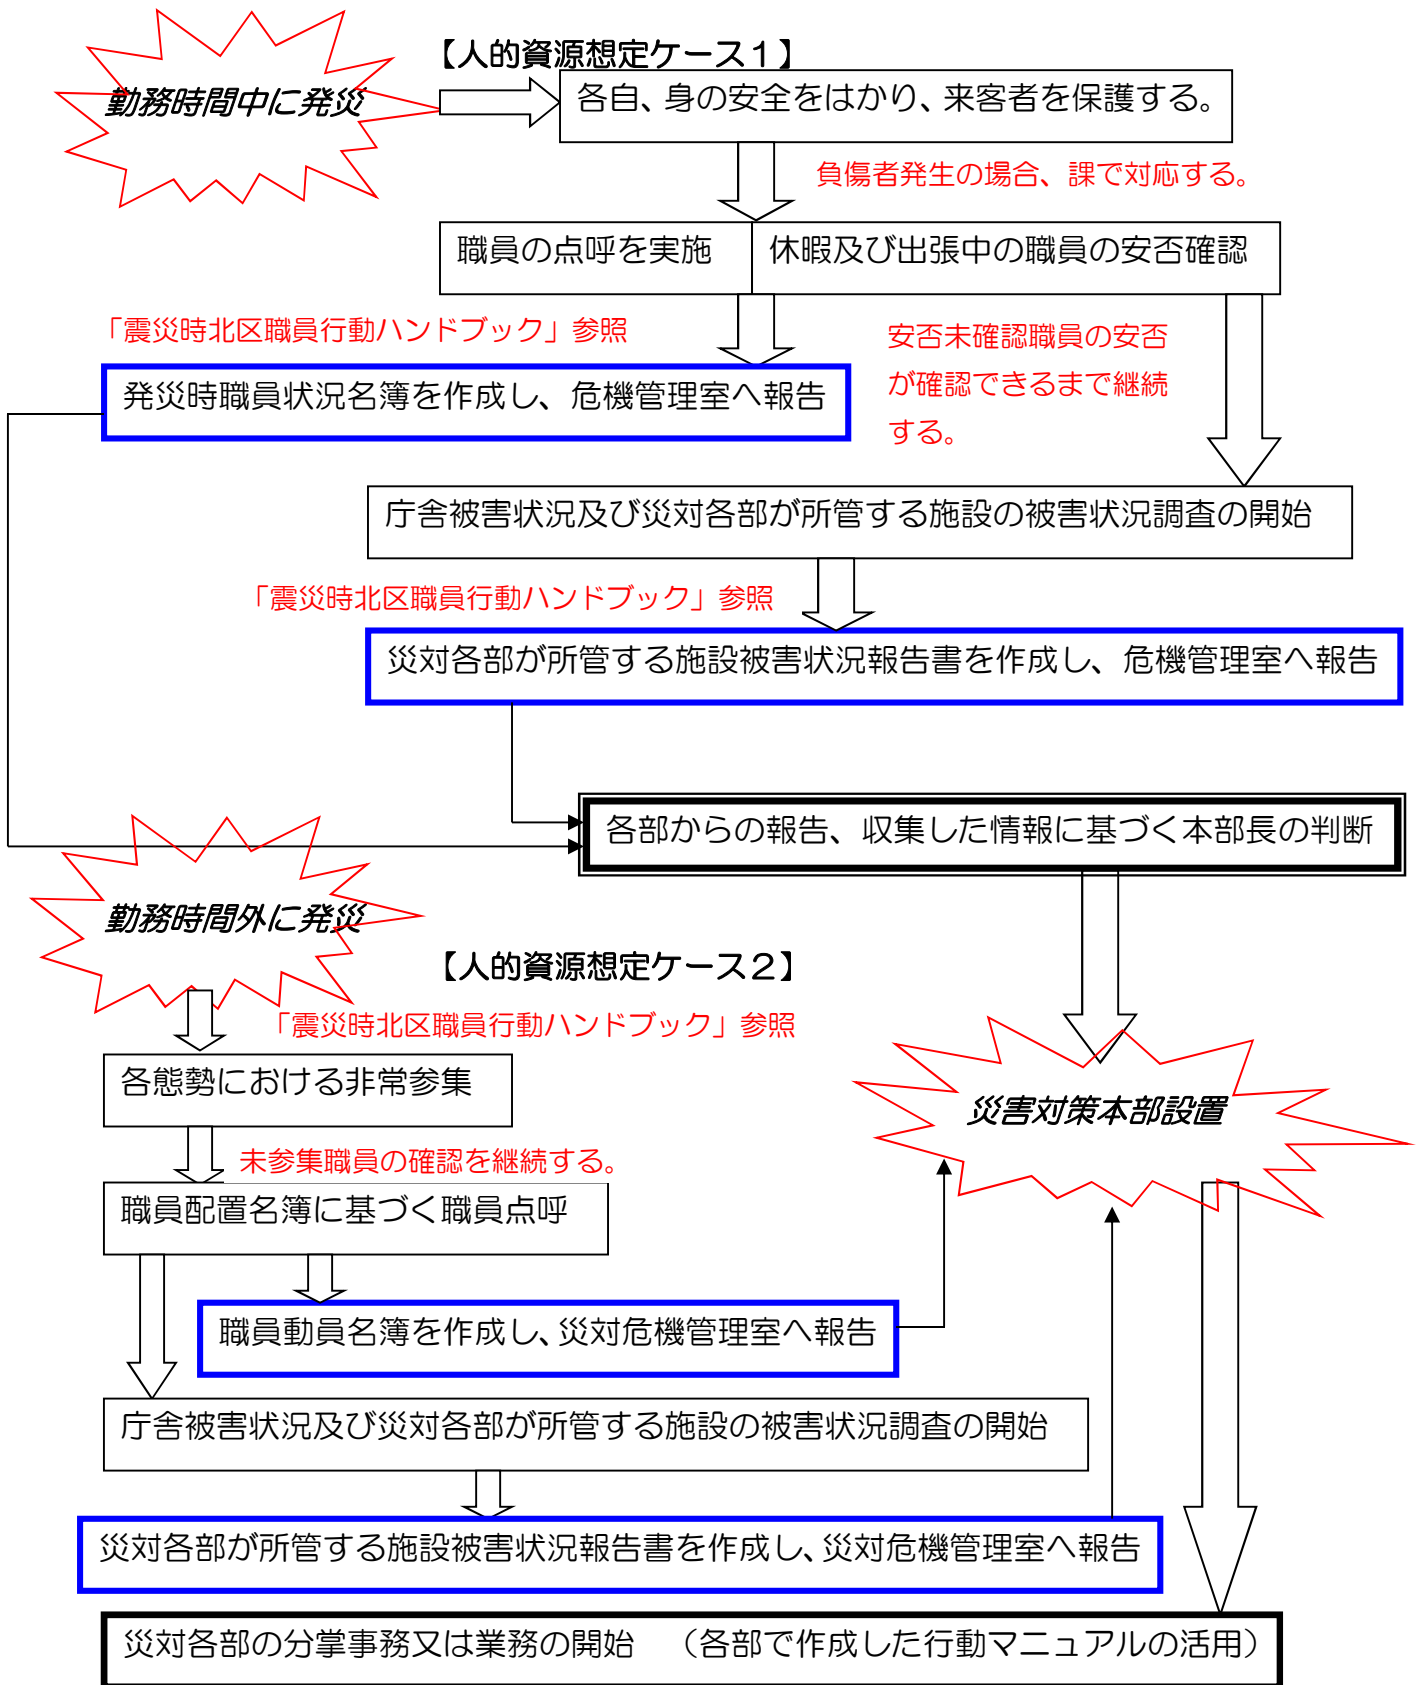 【人的資源想定ケース１】
勤務時間中に発災
各自、身の安全をはかり、来客者を保護する。
負傷者発生の場合、課で対応する。
職員の点呼を実施
休暇及び出張中の職員の安否確認
「震災時北区職員行動ハンドブック」参照
安否未確認職員の安否
が確認できるまで継続
する。
発災時職員状況名簿を作成し、危機管理室へ報告
庁舎被害状況及び災対各部が所管する施設の被害状況調査の開始
「震災時北区職員行動ハンドブック」参照
災対各部が所管する施設被害状況報告書を作成し、危機管理室へ報告
各部からの報告、収集した情報に基づく本部長の判断
勤務時間外に発災
【人的資源想定ケース２】
「震災時北区職員行動ハンドブック」参照
各態勢における非常参集
災害対策本部設置
未参集職員の確認を継続する。
職員配置名簿に基づく職員点呼
職員動員名簿を作成し、災対危機管理室へ報告
庁舎被害状況及び災対各部が所管する施設の被害状況調査の開始
災対各部が所管する施設被害状況報告書を作成し、災対危機管理室へ報告
災対各部の分掌事務又は業務の開始　（各部で作成した行動マニュアルの活用）